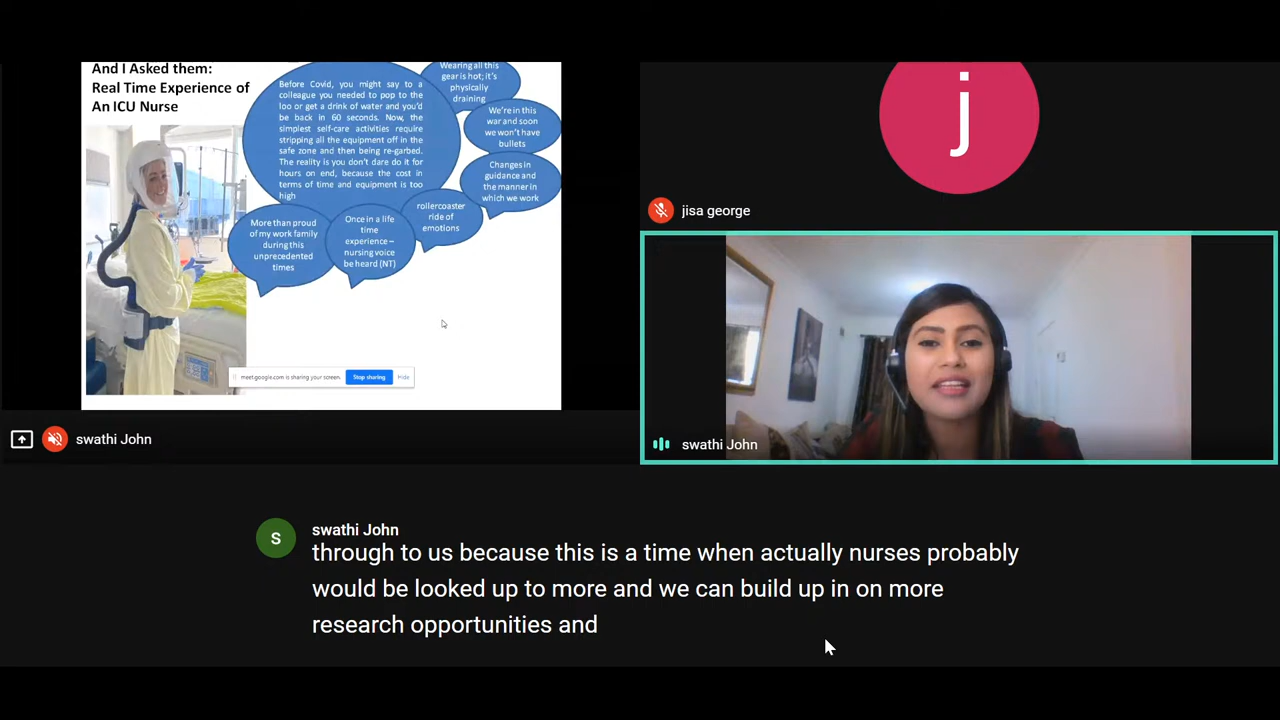 And I Asked them:
Real Time Experience of
An ICU Nurse
Before Covid, you might say to a
colleague you needed to pop to the
loo or get a drink of water and you'd
be back in 60 seconds. Now, the
simplest self-care activities require
stripping all the equipment off in the
safe zone and then being re-garbed.
The reality is you don't dare do it for
hours on end, because the cost in
terms of time and equipment is too
high
Wearing all this
gear is hot; it's
physically
draining
We're in this
war and soon
we won't have
bullets
Changes in
guidance and
the manner in
which we work
rollercoaster
ride of
emotions
Once in a life
time
experience –
nursing voice
be heard (NT)
More than proud
of my work family
during this
unprecedented
times
meet.google.com is sharing your screen.
Stop sharing
Hide
swathi John
j
jisa george
swathi John
S
swathi John
through to us because this is a time when actually nurses probably
would be looked up to more and we can build up in on more
research opportunities and